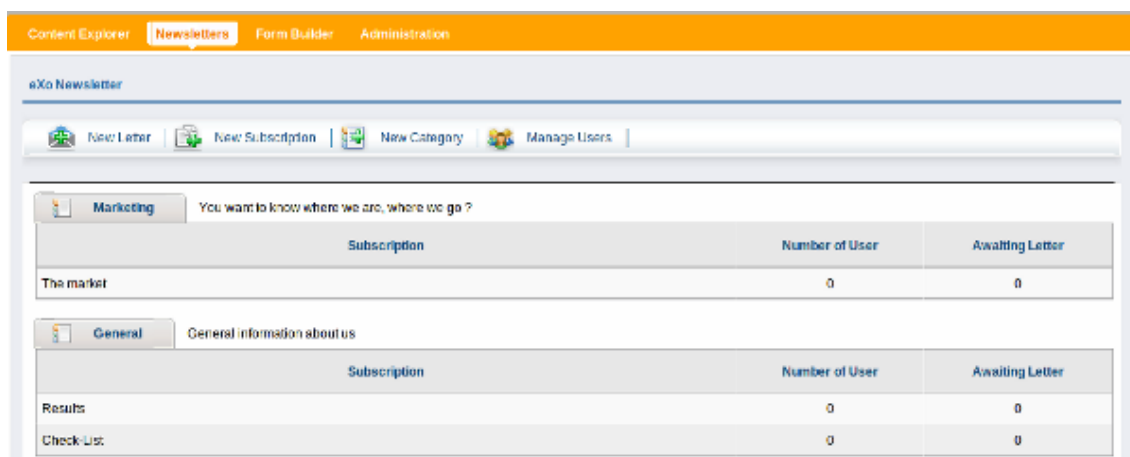 Content Explorer Newsletters Form Builder Administration
eXo Newsletter
New Letter New Subscription New Category Manage Users
Marketing You want to know where we are, where we go ?
Subscription Number of User Awaiting Letter
The market 0 0
General General information about us
Subscription Number of User Awaiting Letter
Results 0 0
Check-List 0 0